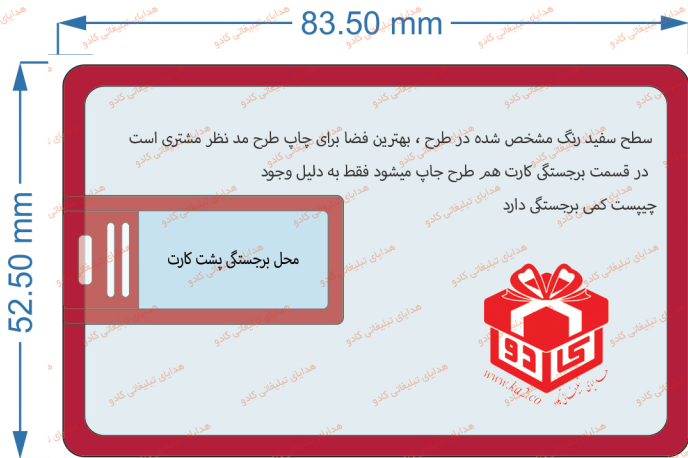 83.50 mm
52.50 mm
سطح سفید رنگ مشخص شده در طرح ، بهترین فضا برای چاپ طرح مد نظر مشتری است
در قسمت برجستگی کارت هم طرح جاپ میشود فقط به دلیل وجود
چیپست کمی برجستگی دارد
محل برجستگی پشت کارت
کادو
www.ka2.co
هدایای تبلیغاتی کادو